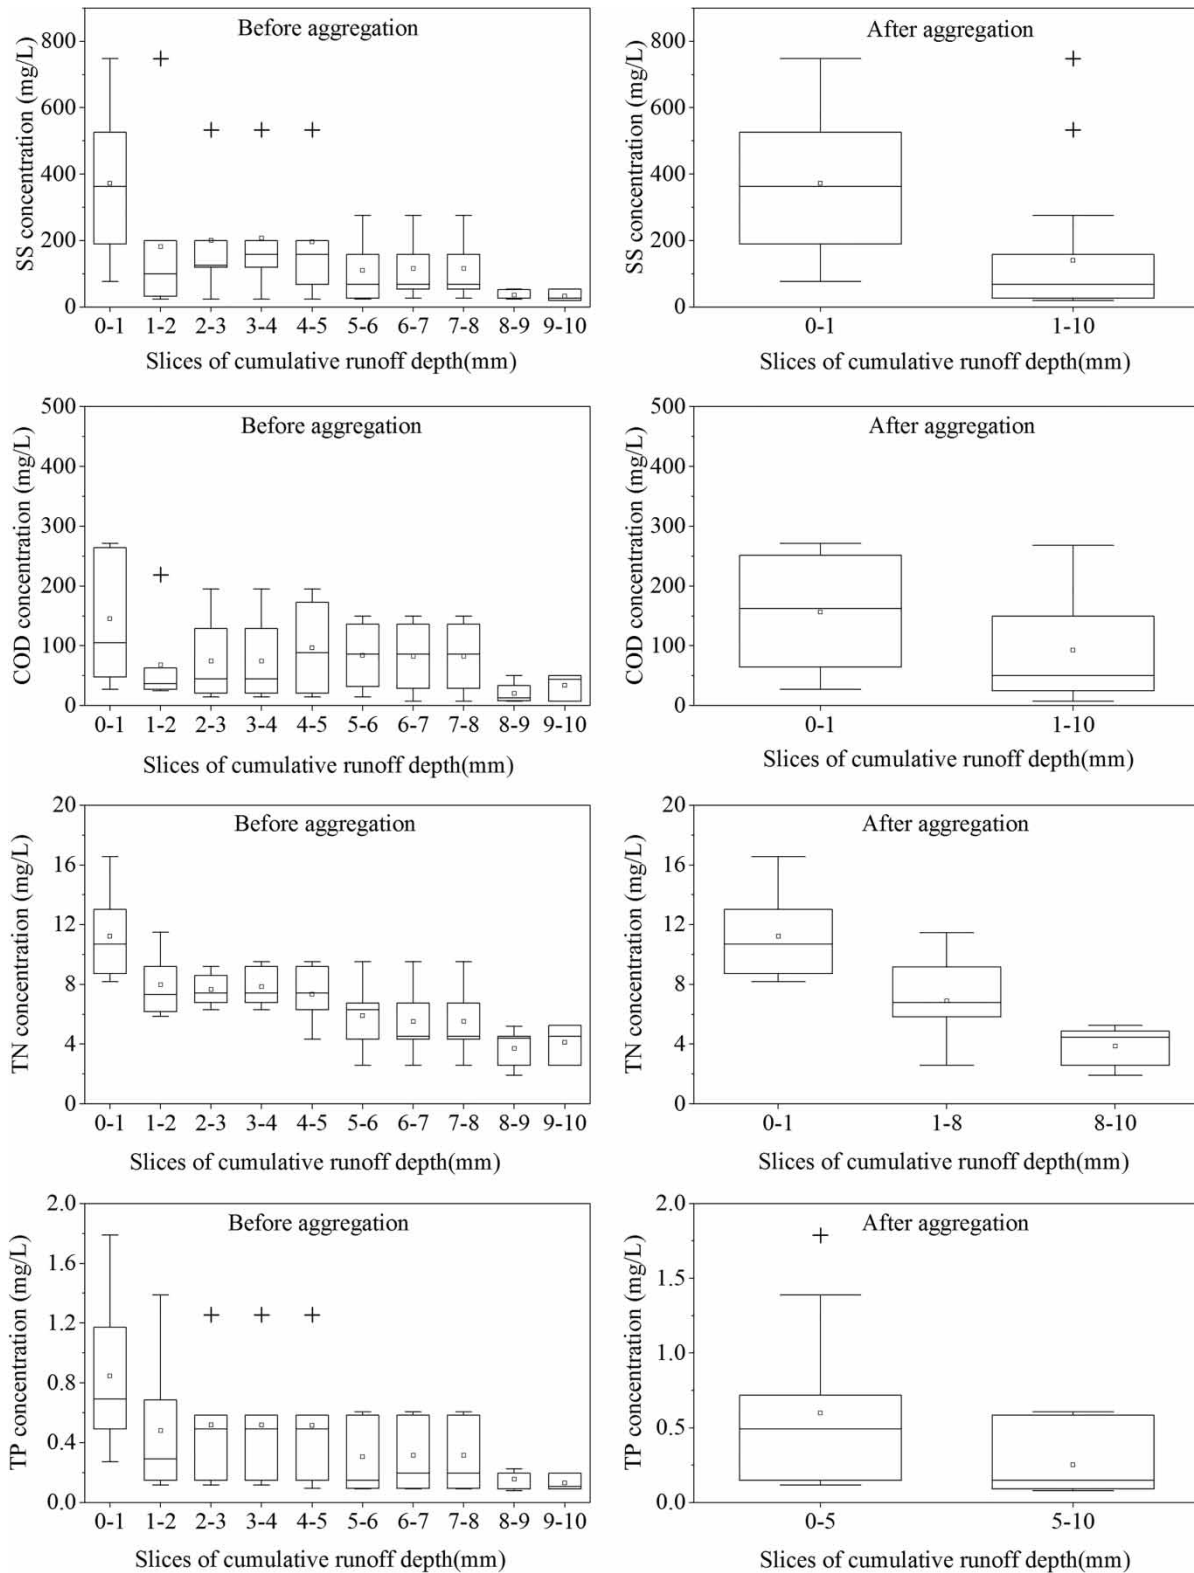 Before aggregation
SS concentration (mg/L)
800
600
400
200
0
0-1 1-2 2-3 3-4 4-5 5-6 6-7 7-8 8-9 9-10
Slices of cumulative runoff depth(mm)
After aggregation
SS concentration (mg/L)
800
600
400
200
0
0-1 1-10
Slices of cumulative runoff depth(mm)
Before aggregation
COD concentration (mg/L)
500
400
300
200
100
0
0-1 1-2 2-3 3-4 4-5 5-6 6-7 7-8 8-9 9-10
Slices of cumulative runoff depth(mm)
After aggregation
COD concentration (mg/L)
500
400
300
200
100
0
0-1 1-10
Slices of cumulative runoff depth(mm)
Before aggregation
TN concentration (mg/L)
20
16
12
8
4
0
0-1 1-2 2-3 3-4 4-5 5-6 6-7 7-8 8-9 9-10
Slices of cumulative runoff depth(mm)
After aggregation
TN concentration (mg/L)
20
16
12
8
4
0
0-1 1-8 8-10
Slices of cumulative runoff depth(mm)
Before aggregation
TP concentration (mg/L)
2.0
1.6
1.2
0.8
0.4
0.0
0-1 1-2 2-3 3-4 4-5 5-6 6-7 7-8 8-9 9-10
Slices of cumulative runoff depth(mm)
After aggregation
TP concentration (mg/L)
2.0
1.5
1.0
0.5
0.0
0-5 5-10
Slices of cumulative runoff depth(mm)